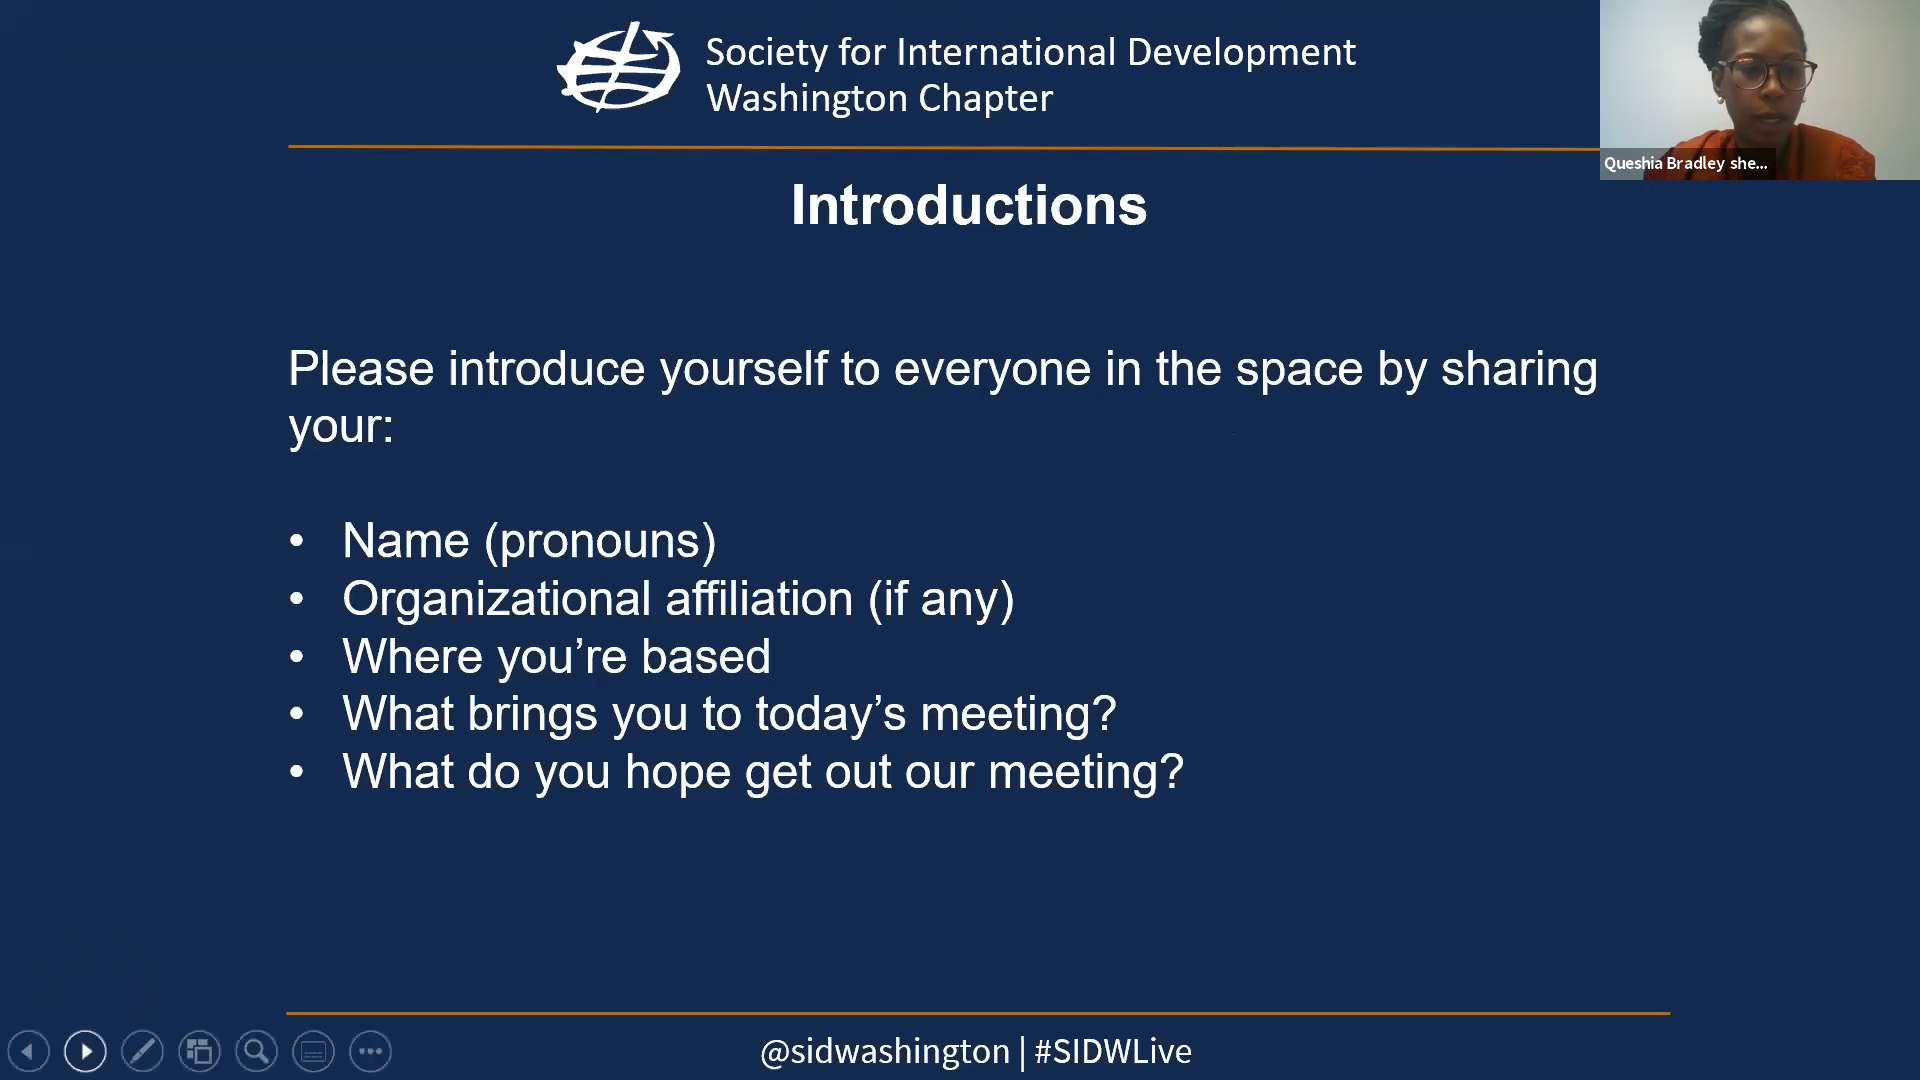 Society for International Development
Washington Chapter
Queshia Bradley she...
Introductions
Please introduce yourself to everyone in the space by sharing
your:
• Name (pronouns)
• Organizational affiliation (if any)
• Where you’re based
• What brings you to today’s meeting?
• What do you hope get out our meeting?
@sidwashington | #SIDWLive